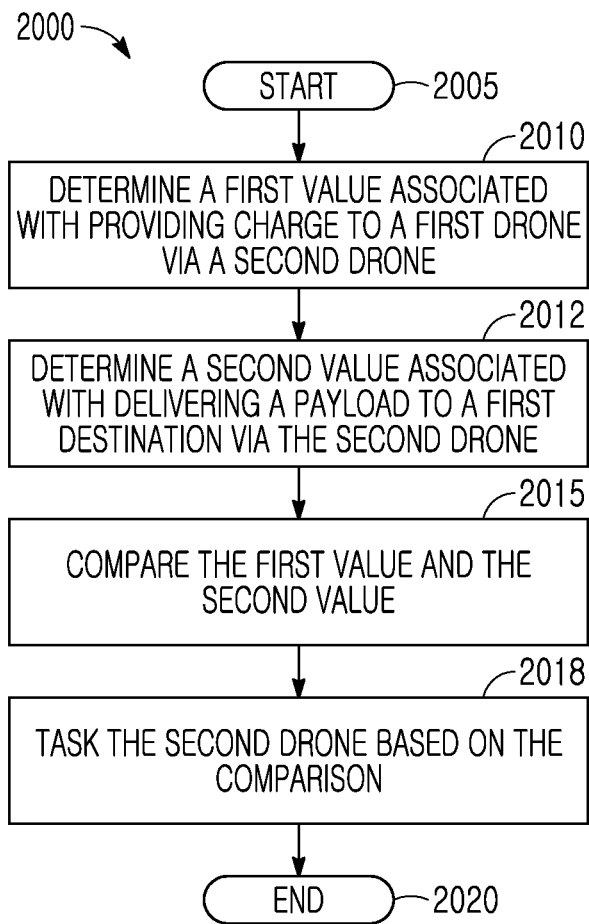 2000
START
2005
2010
DETERMINE A FIRST VALUE ASSOCIATED
WITH PROVIDING CHARGE TO A FIRST DRONE
VIA A SECOND DRONE
2012
DETERMINE A SECOND VALUE ASSOCIATED
WITH DELIVERING A PAYLOAD TO A FIRST
DESTINATION VIA THE SECOND DRONE
2015
COMPARE THE FIRST VALUE AND THE
SECOND VALUE
2018
TASK THE SECOND DRONE BASED ON THE
COMPARISON
END
2020